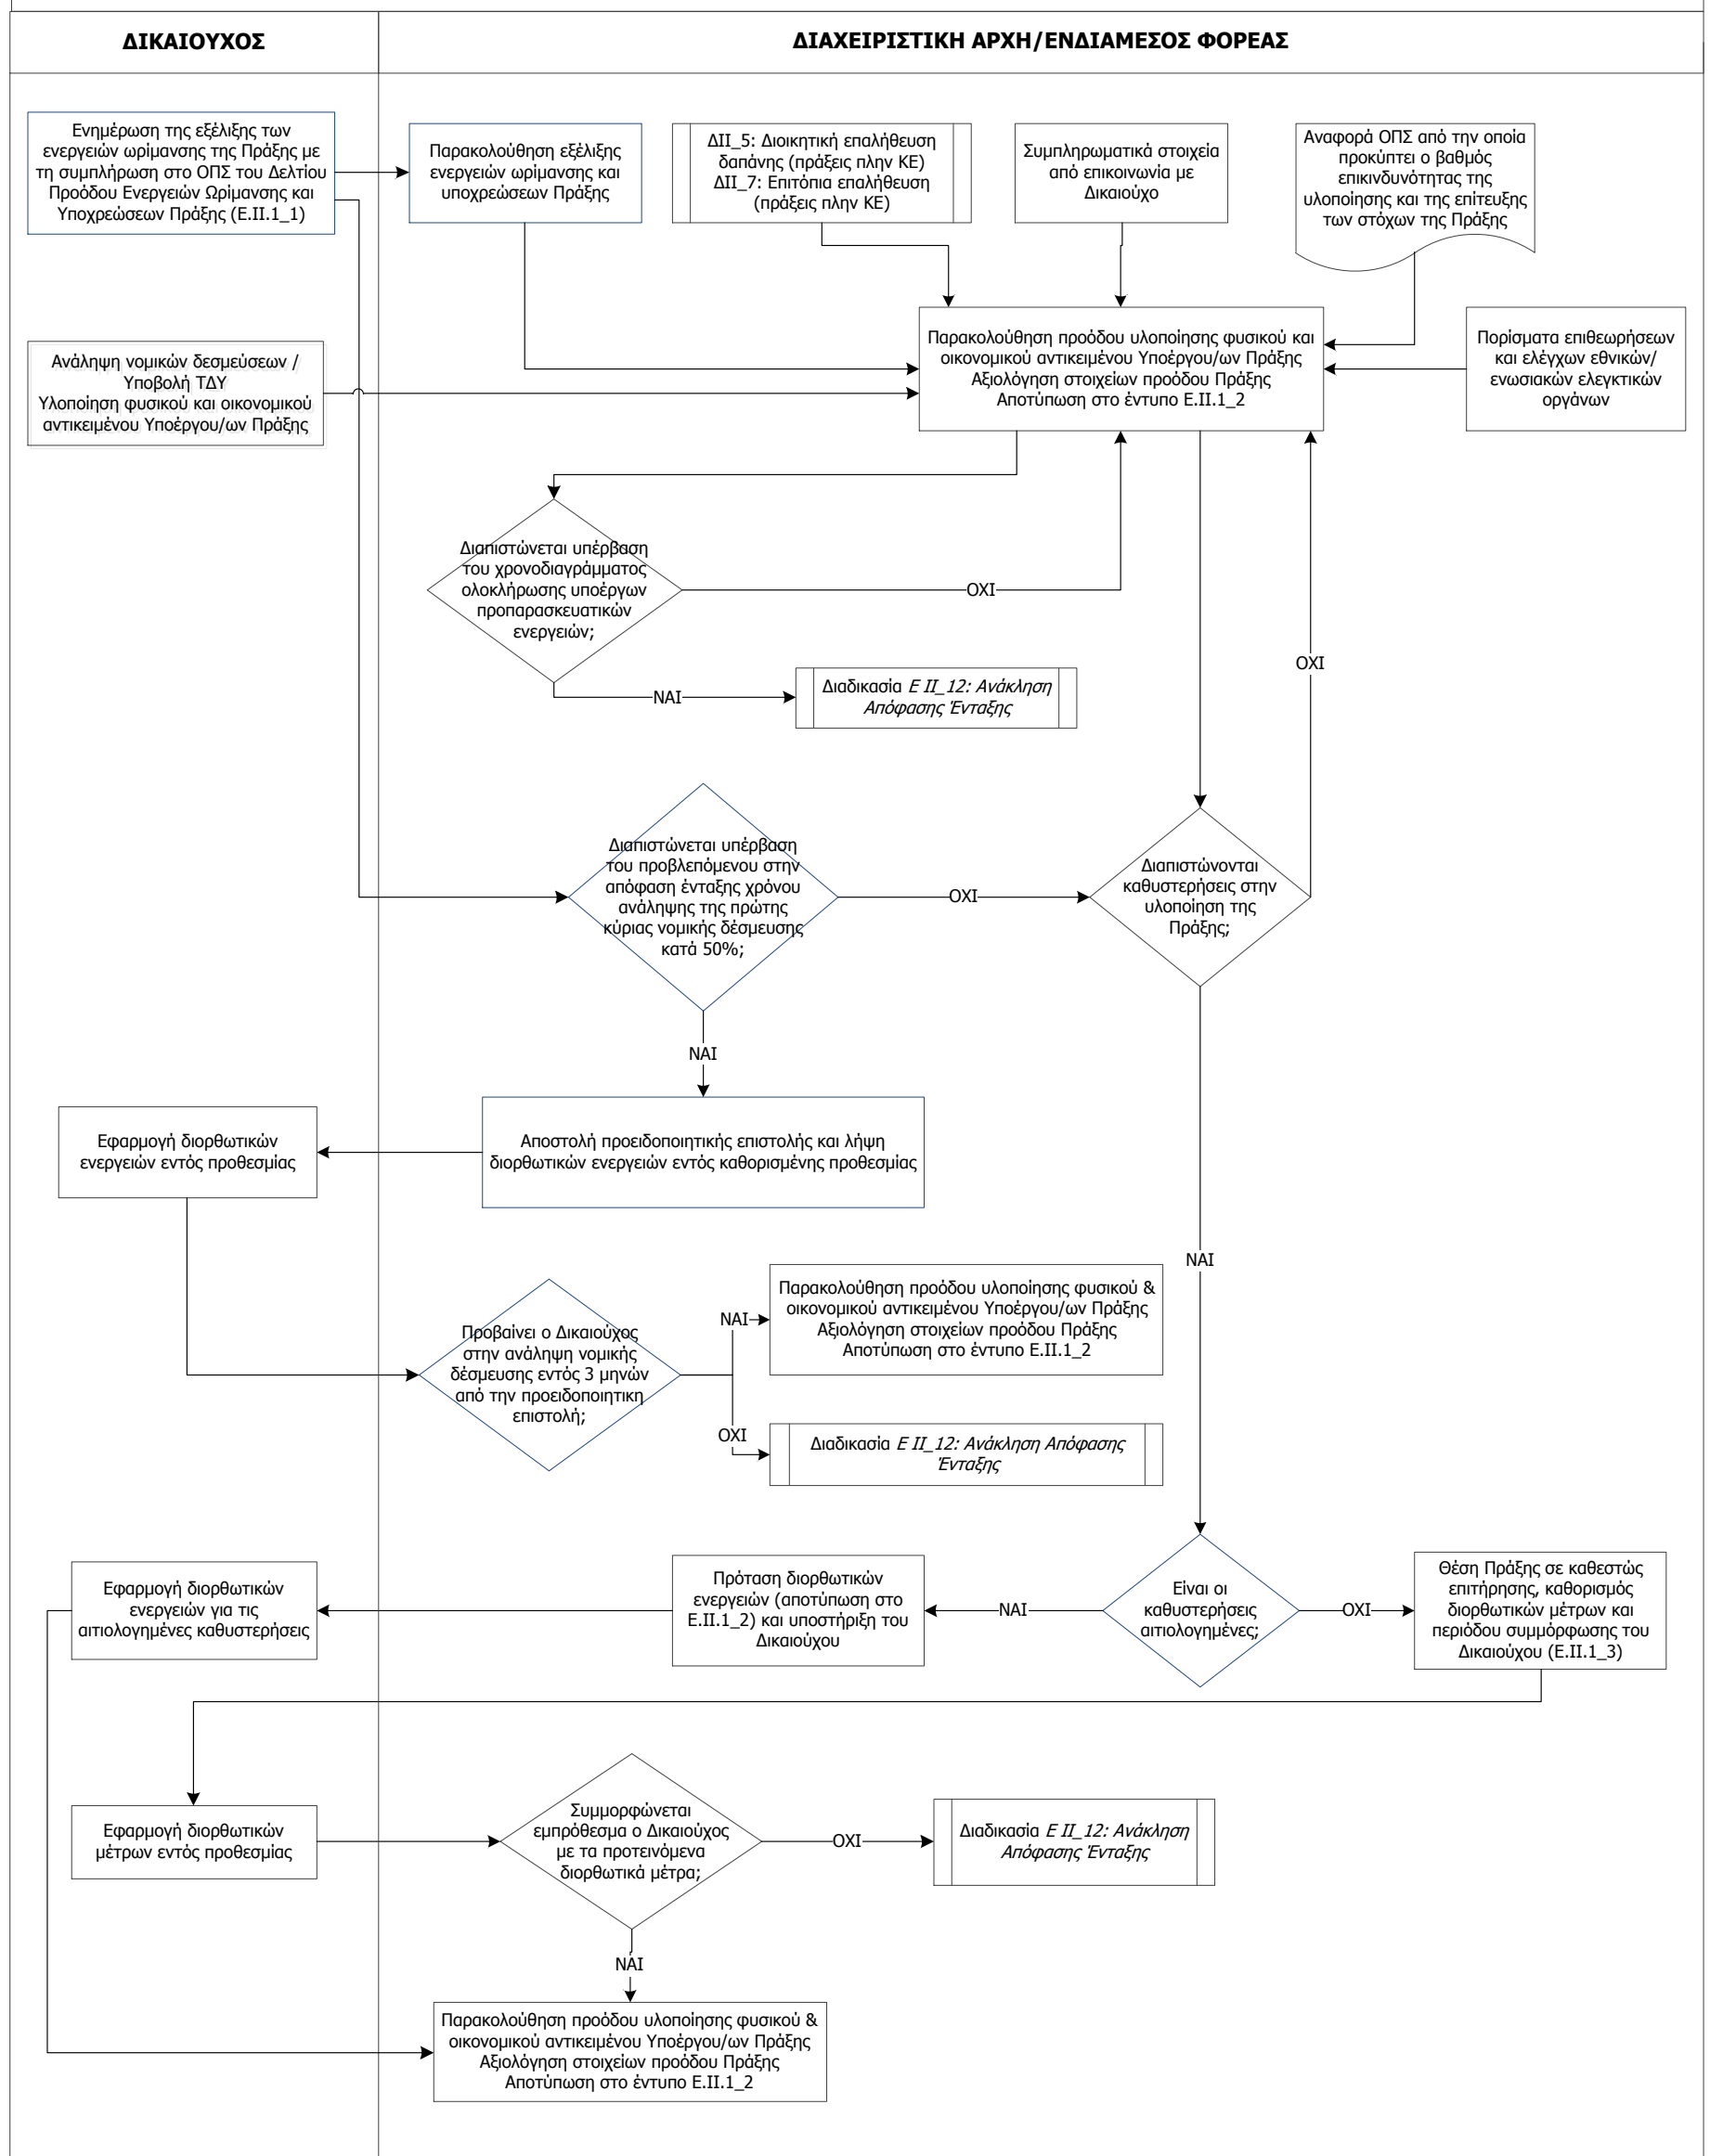 ΔΙΚΑΙΟΥΧΟΣ
ΔΙΑΧΕΙΡΙΣΤΙΚΗ ΑΡΧΗ/ΕΝΔΙΑΜΕΣΟΣ ΦΟΡΕΑΣ
Ενημέρωση της εξέλιξης των
ενεργειών ωρίμανσης της Πράξης με
τη συμπλήρωση στο ΟΠΣ του Δελτίου
Προόδου Ενεργειών Ωρίμανσης και
Υποχρεώσεων Πράξης (Ε.ΙΙ.1_1)
Παρακολούθηση εξέλιξης
ενεργειών ωρίμανσης και
υποχρεώσεων Πράξης
ΔΙΙ_5: Διοικητική επαλήθευση
δαπάνης (πράξεις πλην ΚΕ)
ΔΙΙ_7: Επιτόπια επαλήθευση
(πράξεις πλην ΚΕ)
Συμπληρωματικά στοιχεία
από επικοινωνία με
Δικαιούχο
Αναφορά ΟΠΣ από την οποία
προκύπτει ο βαθμός
επικινδυνότητας της
υλοποίησης και της επίτευξης
των στόχων της Πράξης
Ανάληψη νομικών δεσμεύσεων /
Υποβολή ΤΔΥ
Υλοποίηση φυσικού και οικονομικού
αντικειμένου Υποέργου/ων Πράξης
Παρακολούθηση προόδου υλοποίησης φυσικού και
οικονομικού αντικειμένου Υποέργου/ων Πράξης
Αξιολόγηση στοιχείων προόδου Πράξης
Αποτύπωση στο έντυπο Ε.ΙΙ.1_2
Πορίσματα επιθεωρήσεων
και ελέγχων εθνικών/
ενωσιακών ελεγκτικών
οργάνων
Διαπιστώνεται υπέρβαση
του χρονοδιαγράμματος
ολοκλήρωσης υποέργων
προπαρασκευατικών
ενεργειών;
ΟΧΙ
ΟΧΙ
ΝΑΙ
Διαδικασία Ε ΙΙ_12: Ανάκληση
Απόφασης Ένταξης
Διαπιστώνεται υπέρβαση
του προβλεπόμενου στην
απόφαση ένταξης χρόνου
ανάληψης της πρώτης
κύριας νομικής δέσμευσης
κατά 50%;
ΟΧΙ
Διαπιστώνονται
καθυστερήσεις στην
υλοποίηση της
Πράξης;
ΝΑΙ
Εφαρμογή διορθωτικών
ενεργειών εντός προθεσμίας
Αποστολή προειδοποιητικής επιστολής και λήψη
διορθωτικών ενεργειών εντός καθορισμένης προθεσμίας
ΝΑΙ
Προβαίνει ο Δικαιούχος
στην ανάληψη νομικής
δέσμευσης εντός 3 μηνών
από την προειδοποιητικη
επιστολή;
ΝΑΙ
Παρακολούθηση προόδου υλοποίησης φυσικού &
οικονομικού αντικειμένου Υποέργου/ων Πράξης
Αξιολόγηση στοιχείων προόδου Πράξης
Αποτύπωση στο έντυπο Ε.ΙΙ.1_2
ΟΧΙ
Διαδικασία Ε ΙΙ_12: Ανάκληση Απόφασης
Ένταξης
Εφαρμογή διορθωτικών
ενεργειών για τις
αιτιολογημένες καθυστερήσεις
Πρόταση διορθωτικών
ενεργειών (αποτύπωση στο
Ε.ΙΙ.1_2) και υποστήριξη του
Δικαιούχου
ΝΑΙ
Είναι οι
καθυστερήσεις
αιτιολογημένες;
ΟΧΙ
Θέση Πράξης σε καθεστώς
επιτήρησης, καθορισμός
διορθωτικών μέτρων και
περιόδου συμμόρφωσης του
Δικαιούχου (Ε.ΙΙ.1_3)
Εφαρμογή διορθωτικών
μέτρων εντός προθεσμίας
Συμμορφώνεται
εμπρόθεσμα ο Δικαιούχος
με τα προτεινόμενα
διορθωτικά μέτρα;
ΟΧΙ
Διαδικασία Ε ΙΙ_12: Ανάκληση
Απόφασης Ένταξης
ΝΑΙ
Παρακολούθηση προόδου υλοποίησης φυσικού &
οικονομικού αντικειμένου Υποέργου/ων Πράξης
Αξιολόγηση στοιχείων προόδου Πράξης
Αποτύπωση στο έντυπο Ε.ΙΙ.1_2